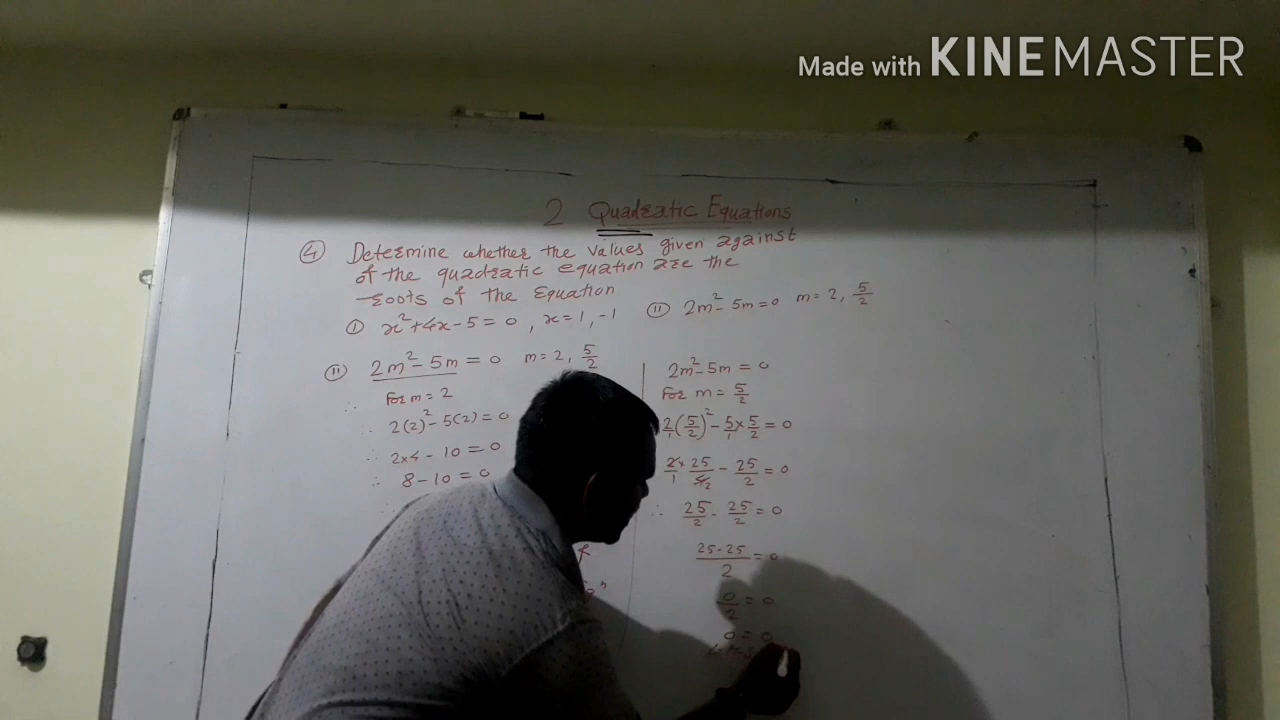 Made with KINEMASTER
2 Quadratic Equations
④ Determine whether the values given against
of the quadratic equation are the
roots of the Equation
① x² + 4x - 5 = 0 , x = 1, -1 ⑪ 2m² - 5m = 0 m = 2, 5/2
⑪ 2m² - 5m = 0 m = 2, 5/2
∴ For m = 2
∴ 2(2)² - 5(2) = 0
∴ 2×4 - 10 = 0
∴ 8 - 10 = 0
2m² - 5m = 0
For m = 5/2
2/1 (5/2)² - 5/1 × 5/2 = 0
2/1 × 25/4 2 - 25/2 = 0
∴ 25/2 - 25/2 = 0
25-25/2 = 0
0/2 = 0
0 = 0